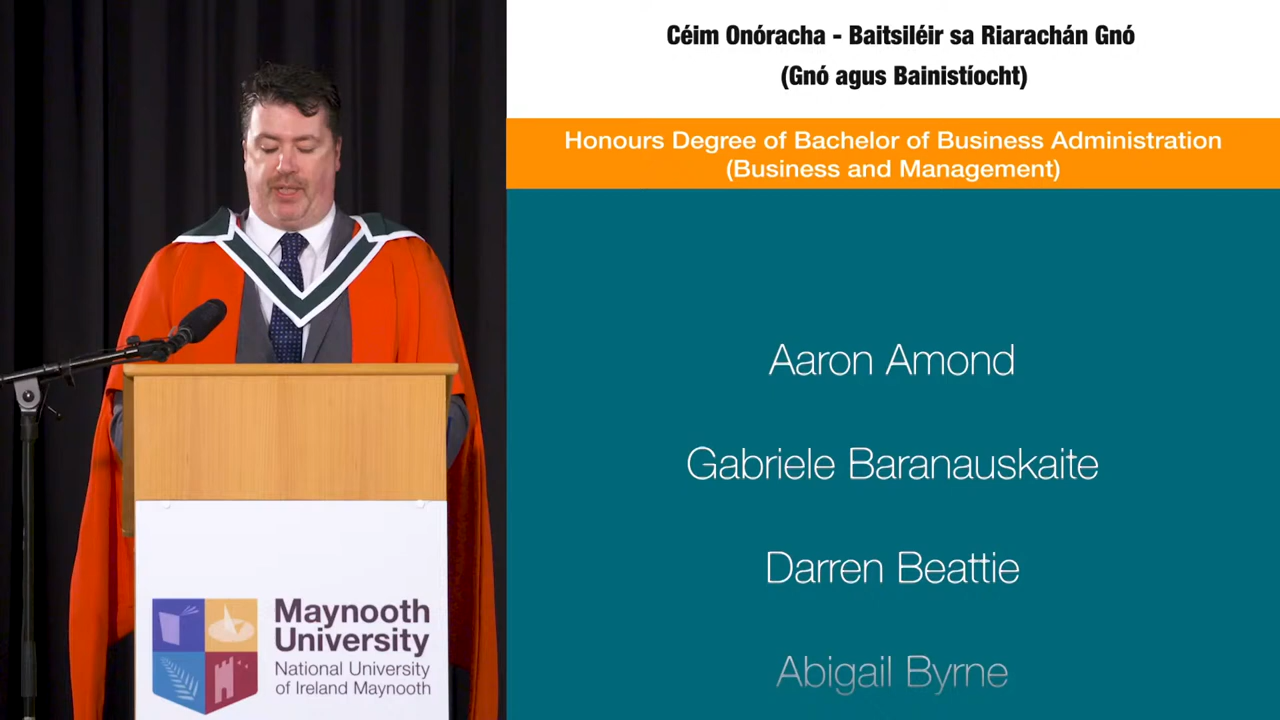 Céim Onóracha - Baitsiléir sa Riarachán Gnó
(Gnó agus Bainistíocht)
Honours Degree of Bachelor of Business Administration
(Business and Management)
Aaron Amond
Gabriele Baranauskaite
Darren Beattie
Abigail Byrne
Maynooth
University
National University
of Ireland Maynooth